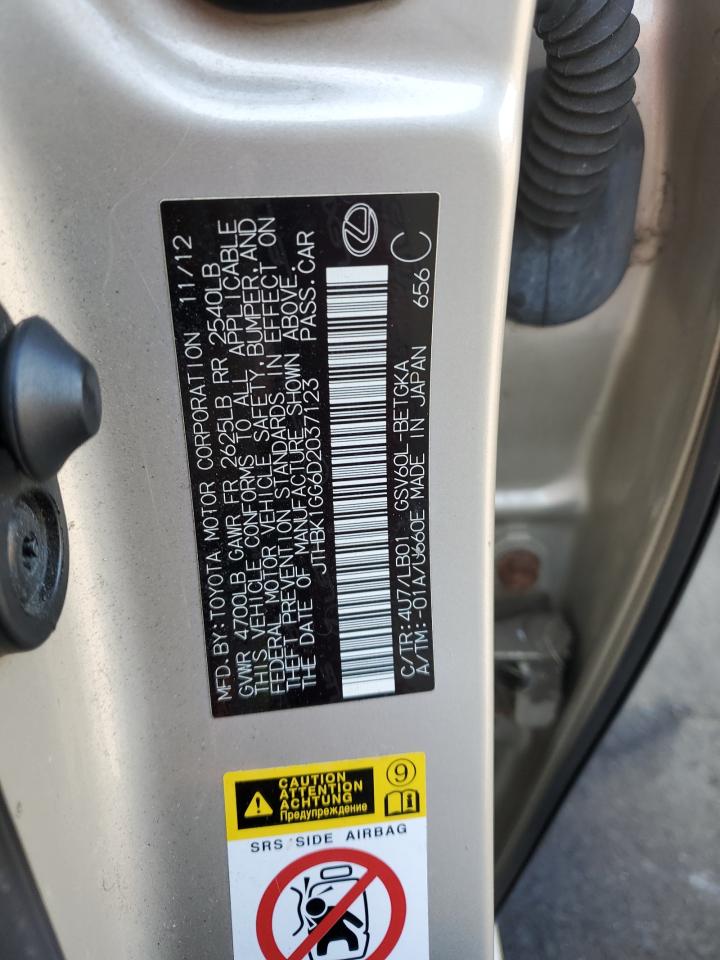 MFD. BY: TOYOTA MOTOR CORPORATION 11/12
GVWR 4700LB GAWR FR 2625LB RR 2540LB
THIS VEHICLE CONFORMS TO ALL APPLICABLE
FEDERAL MOTOR VEHICLE SAFETY, BUMPER, AND
THEFT PREVENTION STANDARDS IN EFFECT ON
THE DATE OF MANUFACTURE SHOWN ABOVE.
JTHBK1GG6D2037123 PASS. CAR
C/TR: 4U7/LB01 GSV60L-BETGKA 656 C
A/TM: -01A/U660E MADE IN JAPAN
CAUTION
ATTENTION
ACHTUNG
Предупреждение
9
SRS SIDE AIRBAG